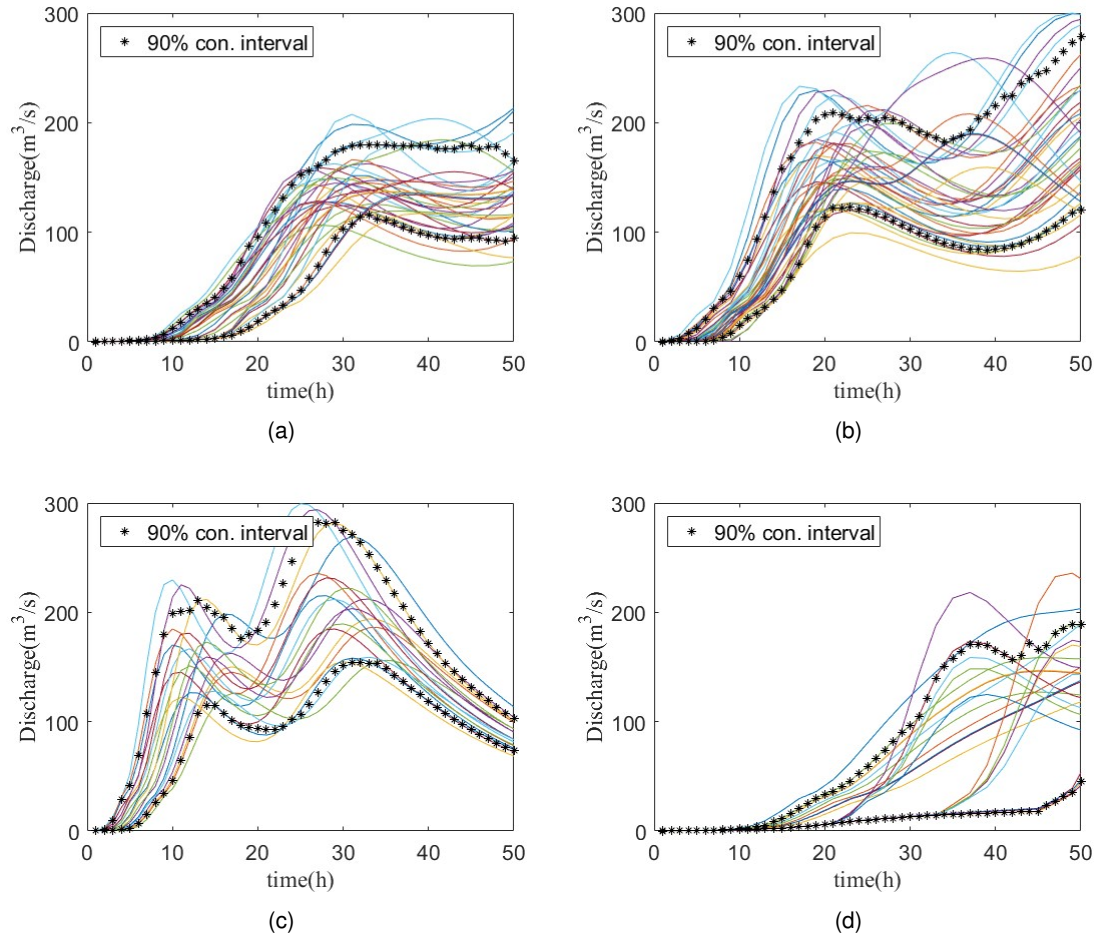 300
200
100
0
Discharge(m³/s)
* 90% con. interval
0 10 20 30 40 50
time(h)
(a)
300
200
100
0
Discharge(m³/s)
* 90% con. interval
0 10 20 30 40 50
time(h)
(b)
300
200
100
0
Discharge(m³/s)
* 90% con. interval
0 10 20 30 40 50
time(h)
(c)
300
200
100
0
Discharge(m³/s)
* 90% con. interval
0 10 20 30 40 50
time(h)
(d)